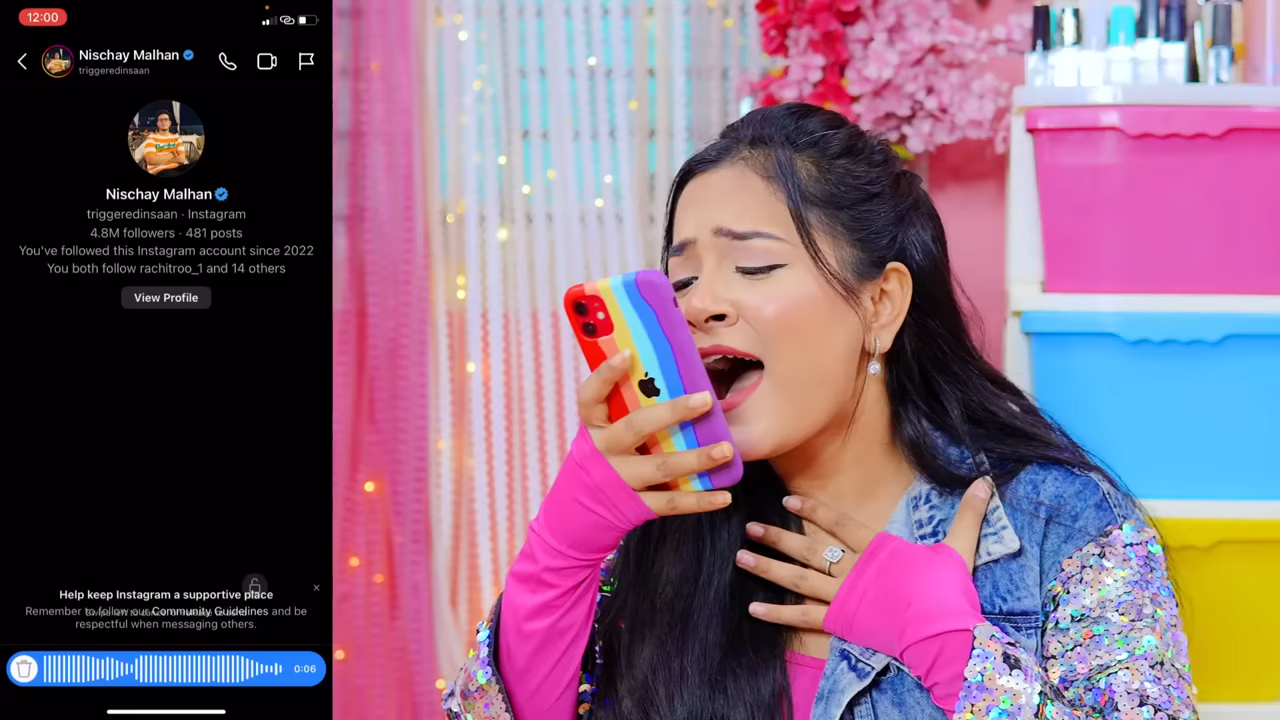 12:00
Nischay Malhan
triggeredinsaan
Nischay Malhan
triggeredinsaan · Instagram
4.8M followers · 481 posts
You've followed this Instagram account since 2022
You both follow rachitroo_1 and 14 others
View Profile
Help keep Instagram a supportive place
Remember to follow our Community Guidelines and be
respectful when messaging others.
0:06